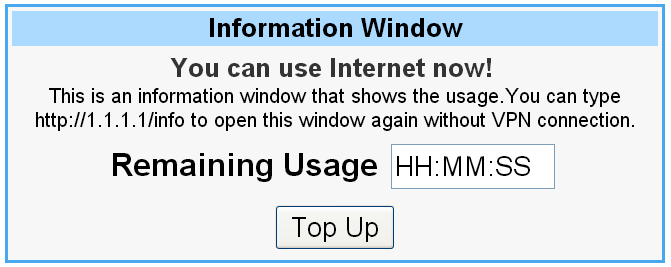 Information Window
You can use Internet now!
This is an information window that shows the usage.You can type
http://1.1.1.1/info to open this window again without VPN connection.
Remaining Usage HH:MM:SS
Top Up